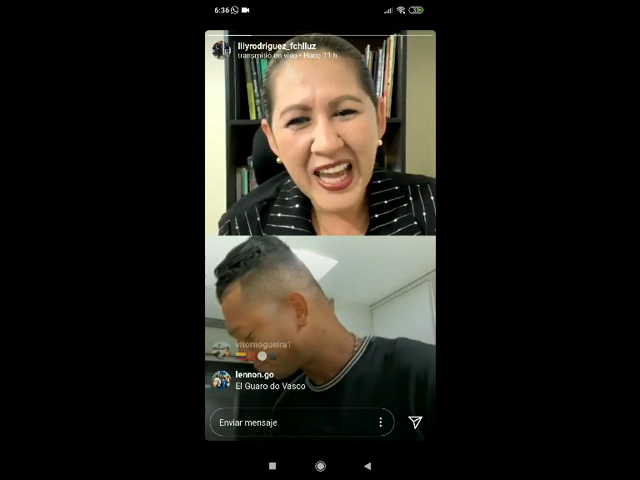 6:36
lilyrodriguez_fchlluz
transmitió en vivo • Hace 11 h
vitornogueira1
lennon.go
El Guaro do Vasco
Enviar mensaje